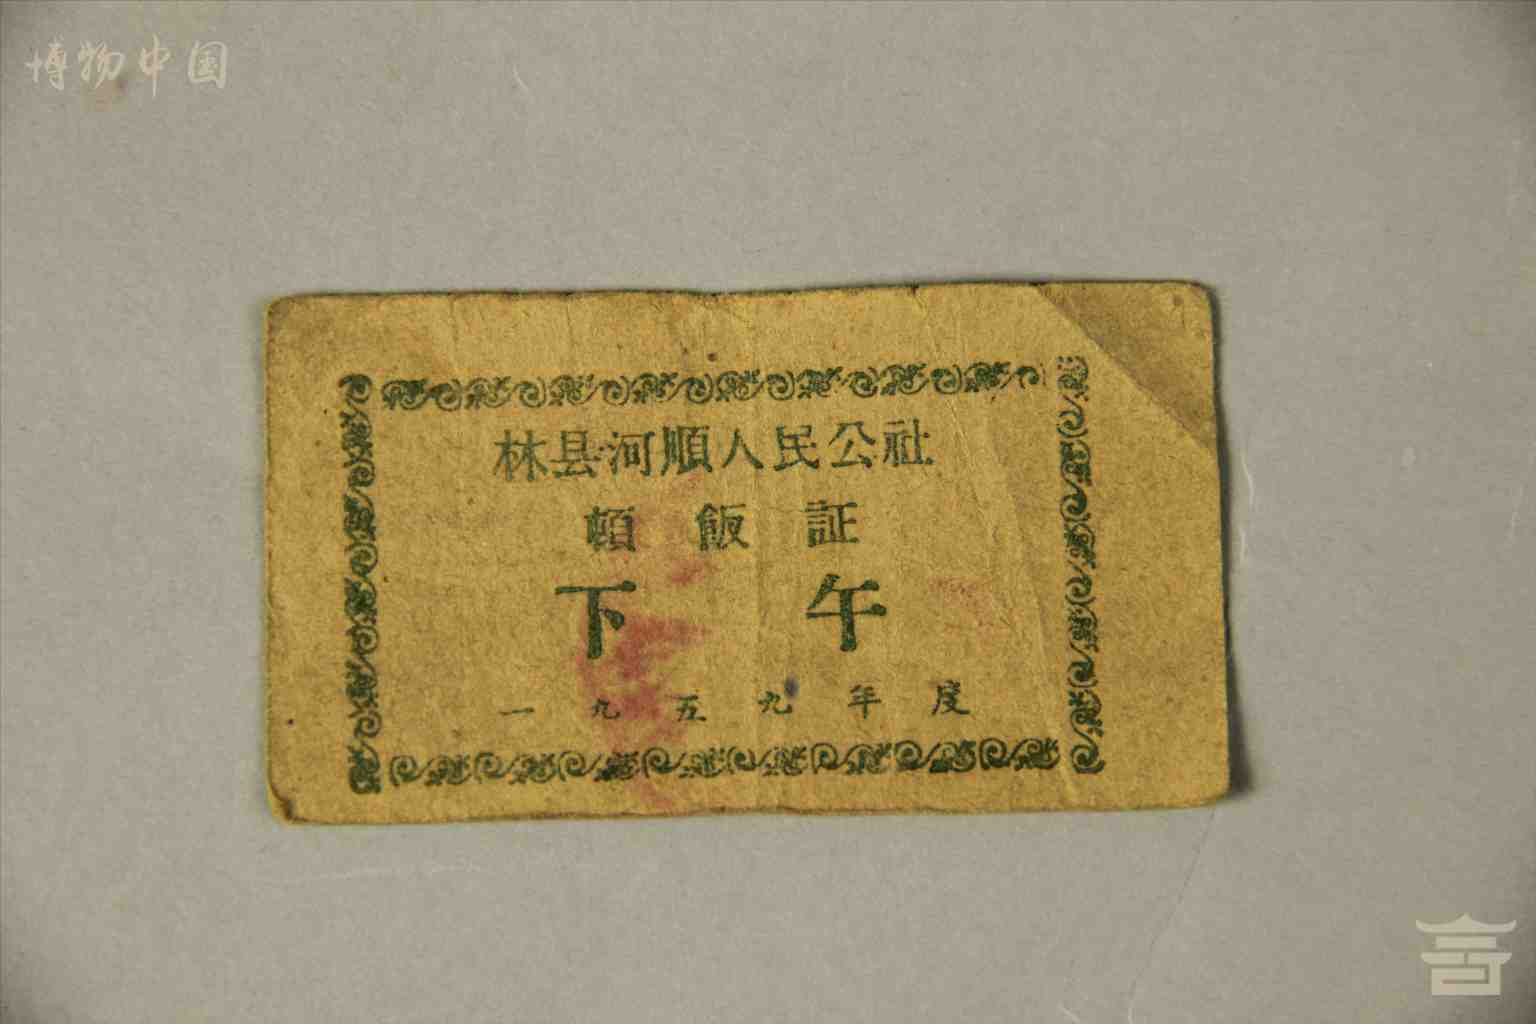 博物中国
林县河順人民公社
頓飯証
下午
一九五九年度